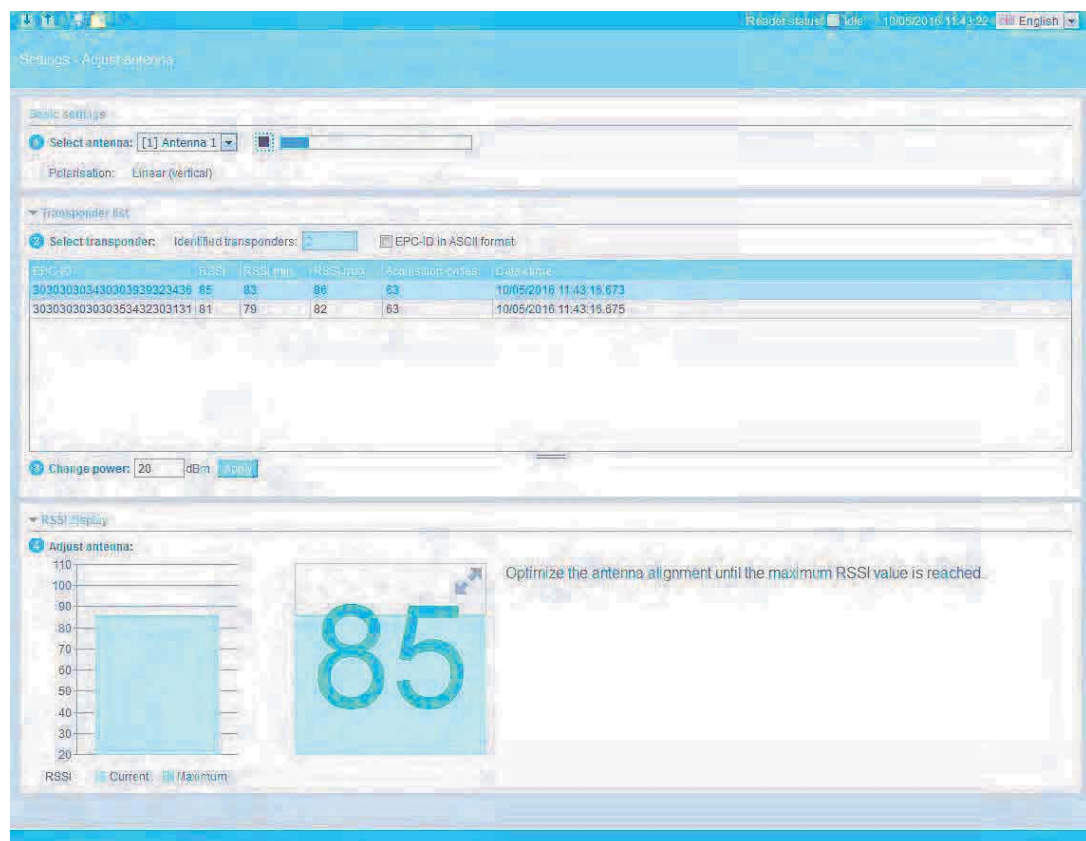 Reader status: Idle 10/05/2016 11:43:22 English
Settings - Adjust antenna
Basic settings
1 Select antenna: [1] Antenna 1
Polarisation: Linear (vertical)
Transponder list
2 Select transponder: Identified transponders: 2 EPC-ID in ASCII format
EPC-ID RSSI RSSI min. RSSI max. Acquisition cycles Date/time
303030303430303939323436 85 83 86 63 10/05/2016 11:43:16.673
303030303030353432303131 81 79 82 63 10/05/2016 11:43:16.675
3 Change power: 20 dBm Apply
RSSI display
4 Adjust antenna:
110
100
90
80
70
60
50
40
30
20
85
Optimize the antenna alignment until the maximum RSSI value is reached.
RSSI Current Maximum